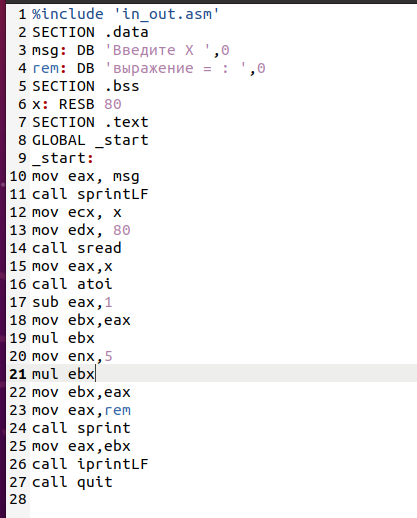 1 %include 'in_out.asm'
2 SECTION .data
3 msg: DB 'Введите X ',0
4 rem: DB 'выражение = : ',0
5 SECTION .bss
6 x: RESB 80
7 SECTION .text
8 GLOBAL _start
9 _start:
10 mov eax, msg
11 call sprintLF
12 mov ecx, x
13 mov edx, 80
14 call sread
15 mov eax,x
16 call atoi
17 sub eax,1
18 mov ebx,eax
19 mul ebx
20 mov enx,5
21 mul ebx
22 mov ebx,eax
23 mov eax,rem
24 call sprint
25 mov eax,ebx
26 call iprintLF
27 call quit
28